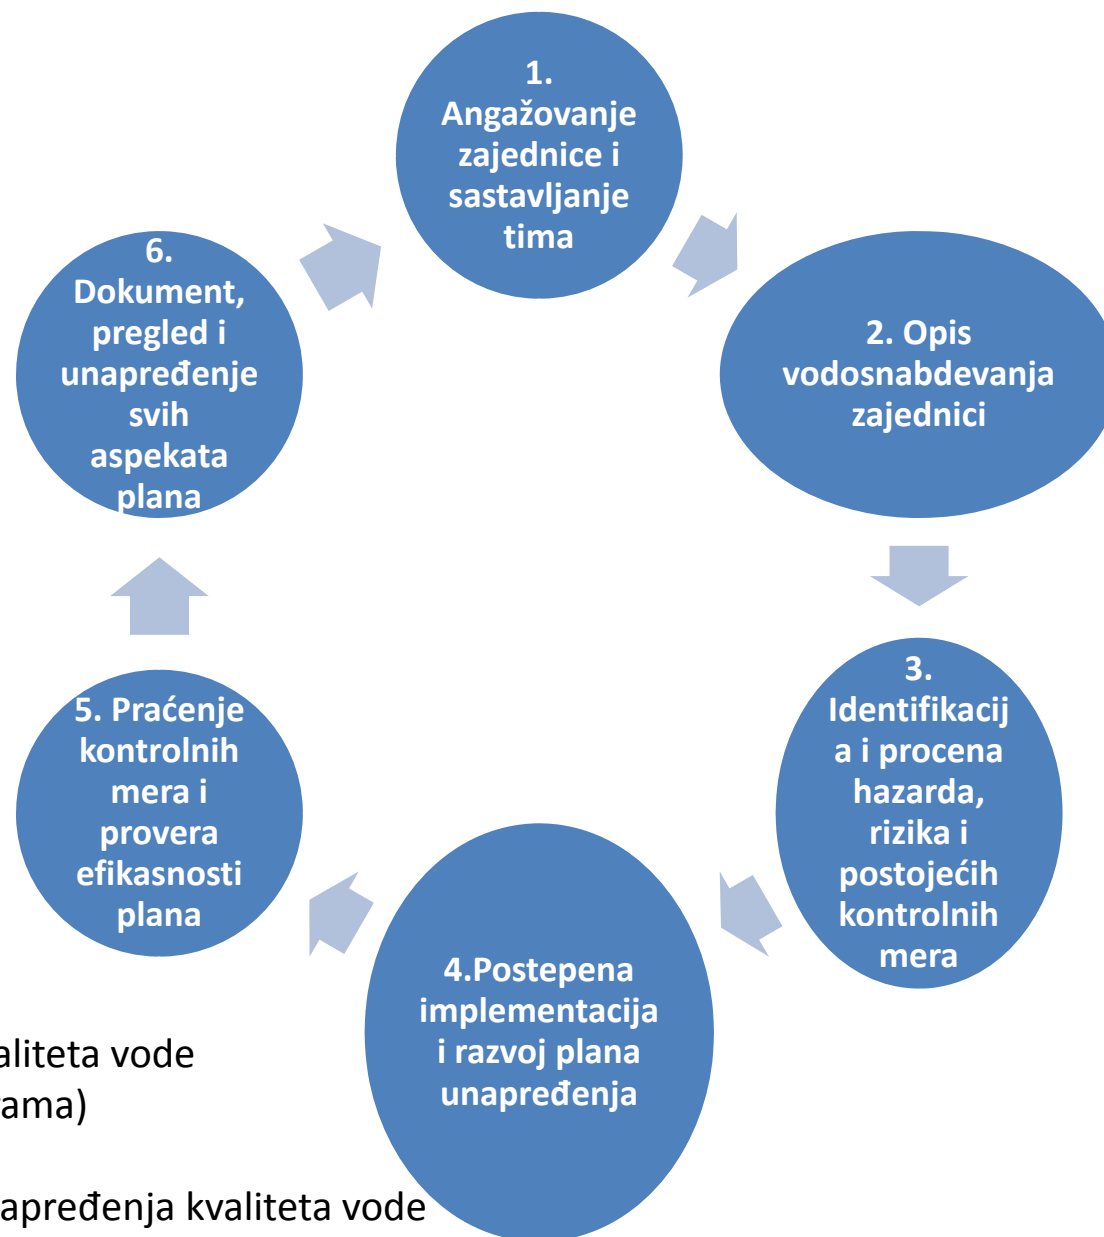 1.
Angažovanje
zajednice i
sastavljanje
tima
2. Opis
vodosnabdevanja
zajednici
3.
Identifikacij
a i procena
hazarda,
rizika i
postojećih
kontrolnih
mera
4.Postepena
implementacija
i razvoj plana
unapređenja
5. Praćenje
kontrolnih
mera i
provera
efikasnosti
plana
6.
Dokument,
pregled i
unapređenje
svih
aspekata
plana
aliteta vode
rama)
apređenja kvaliteta vode